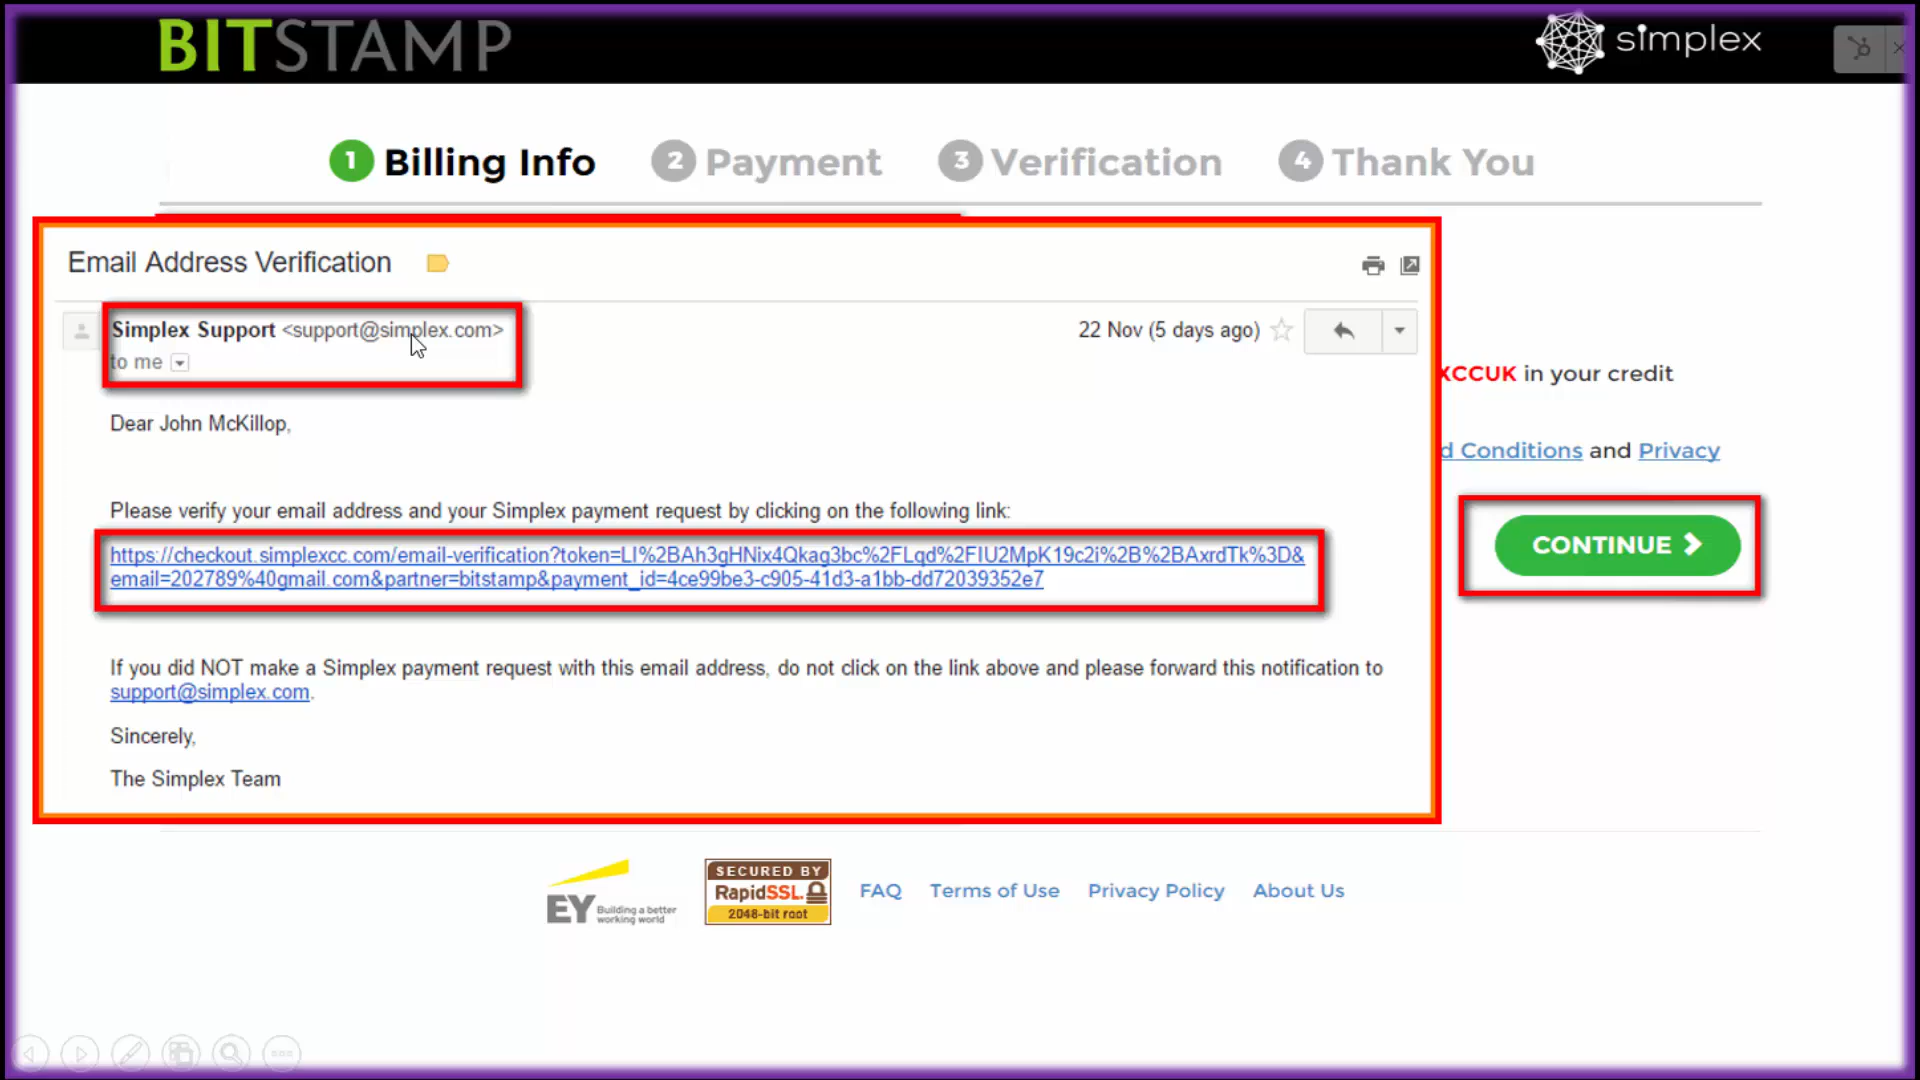 BITSTAMP
simplex
1 Billing Info 2 Payment 3 Verification 4 Thank You
Email Address Verification
Simplex Support <support@simplex.com>
22 Nov (5 days ago)
to me
Dear John McKillop,
XCCUK in your credit
d Conditions and Privacy
Please verify your email address and your Simplex payment request by clicking on the following link:
https://checkout.simplexcc.com/email-verification?token=LI%2BAh3gHNix4Qkag3bc%2FLqd%2FIU2MpK19c2i%2B%2BAxrdTk%3D&
email=202789%40gmail.com&partner=bitstamp&payment_id=4ce99be3-c905-41d3-a1bb-dd72039352e7
CONTINUE
If you did NOT make a Simplex payment request with this email address, do not click on the link above and please forward this notification to
support@simplex.com.
Sincerely,
The Simplex Team
EY Building a better
working world
SECURED BY
RapidSSL.
2048-bit root
FAQ Terms of Use Privacy Policy About Us